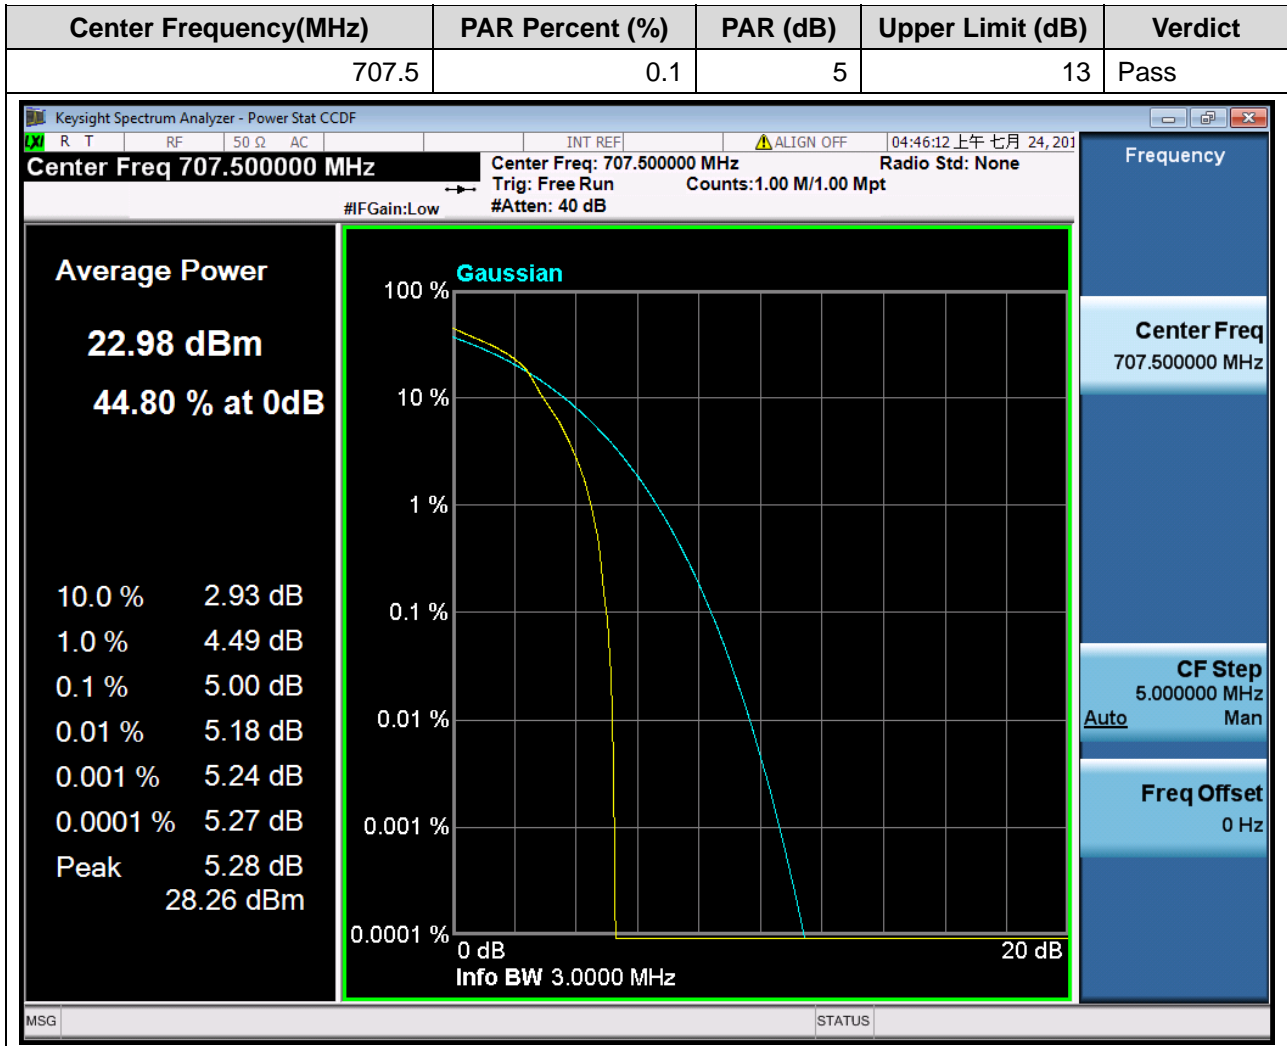 Center Frequency(MHz) PAR Percent (%) PAR (dB) Upper Limit (dB) Verdict
707.5 0.1 5 13 Pass
Keysight Spectrum Analyzer - Power Stat CCDF
LXI R T RF 50 Ω AC INT REF ALIGN OFF 04:46:12 上午 七月 24, 201
Center Freq 707.500000 MHz
Center Freq: 707.500000 MHz Radio Std: None
Trig: Free Run Counts:1.00 M/1.00 Mpt
#IFGain:Low #Atten: 40 dB
Average Power
22.98 dBm
44.80 % at 0dB
10.0 % 2.93 dB
1.0 % 4.49 dB
0.1 % 5.00 dB
0.01 % 5.18 dB
0.001 % 5.24 dB
0.0001 % 5.27 dB
Peak 5.28 dB
28.26 dBm
Gaussian
100 %
10 %
1 %
0.1 %
0.01 %
0.001 %
0.0001 %
0 dB 20 dB
Info BW 3.0000 MHz
Frequency
Center Freq
707.500000 MHz
CF Step
5.000000 MHz
Auto Man
Freq Offset
0 Hz
MSG STATUS